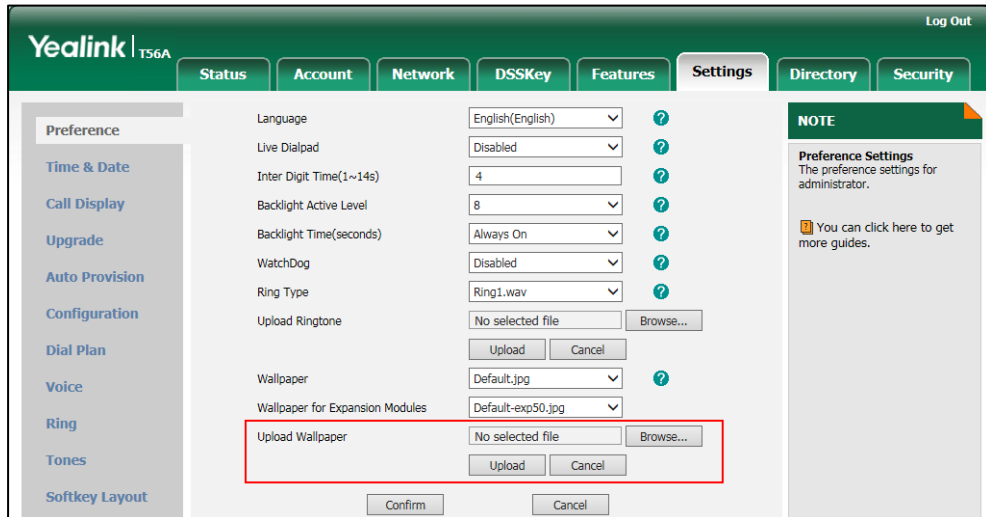 Log Out
Yealink T56A
Status Account Network DSSKey Features Settings Directory Security
Preference
Time & Date
Call Display
Upgrade
Auto Provision
Configuration
Dial Plan
Voice
Ring
Tones
Softkey Layout
Language English(English) ?
Live Dialpad Disabled ?
Inter Digit Time(1~14s) 4 ?
Backlight Active Level 8 ?
Backlight Time(seconds) Always On ?
WatchDog Disabled ?
Ring Type Ring1.wav ?
Upload Ringtone No selected file Browse...
Upload Cancel
Wallpaper Default.jpg ?
Wallpaper for Expansion Modules Default-exp50.jpg
Upload Wallpaper No selected file Browse...
Upload Cancel
Confirm Cancel
NOTE
Preference Settings
The preference settings for
administrator.
? You can click here to get
more guides.